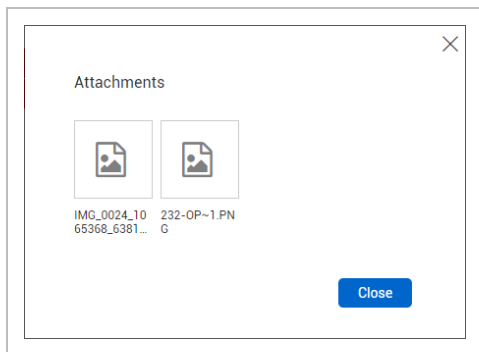 Attachments
IMG_0024_10
65368_6381...
232-OP~1.PN
G
Close